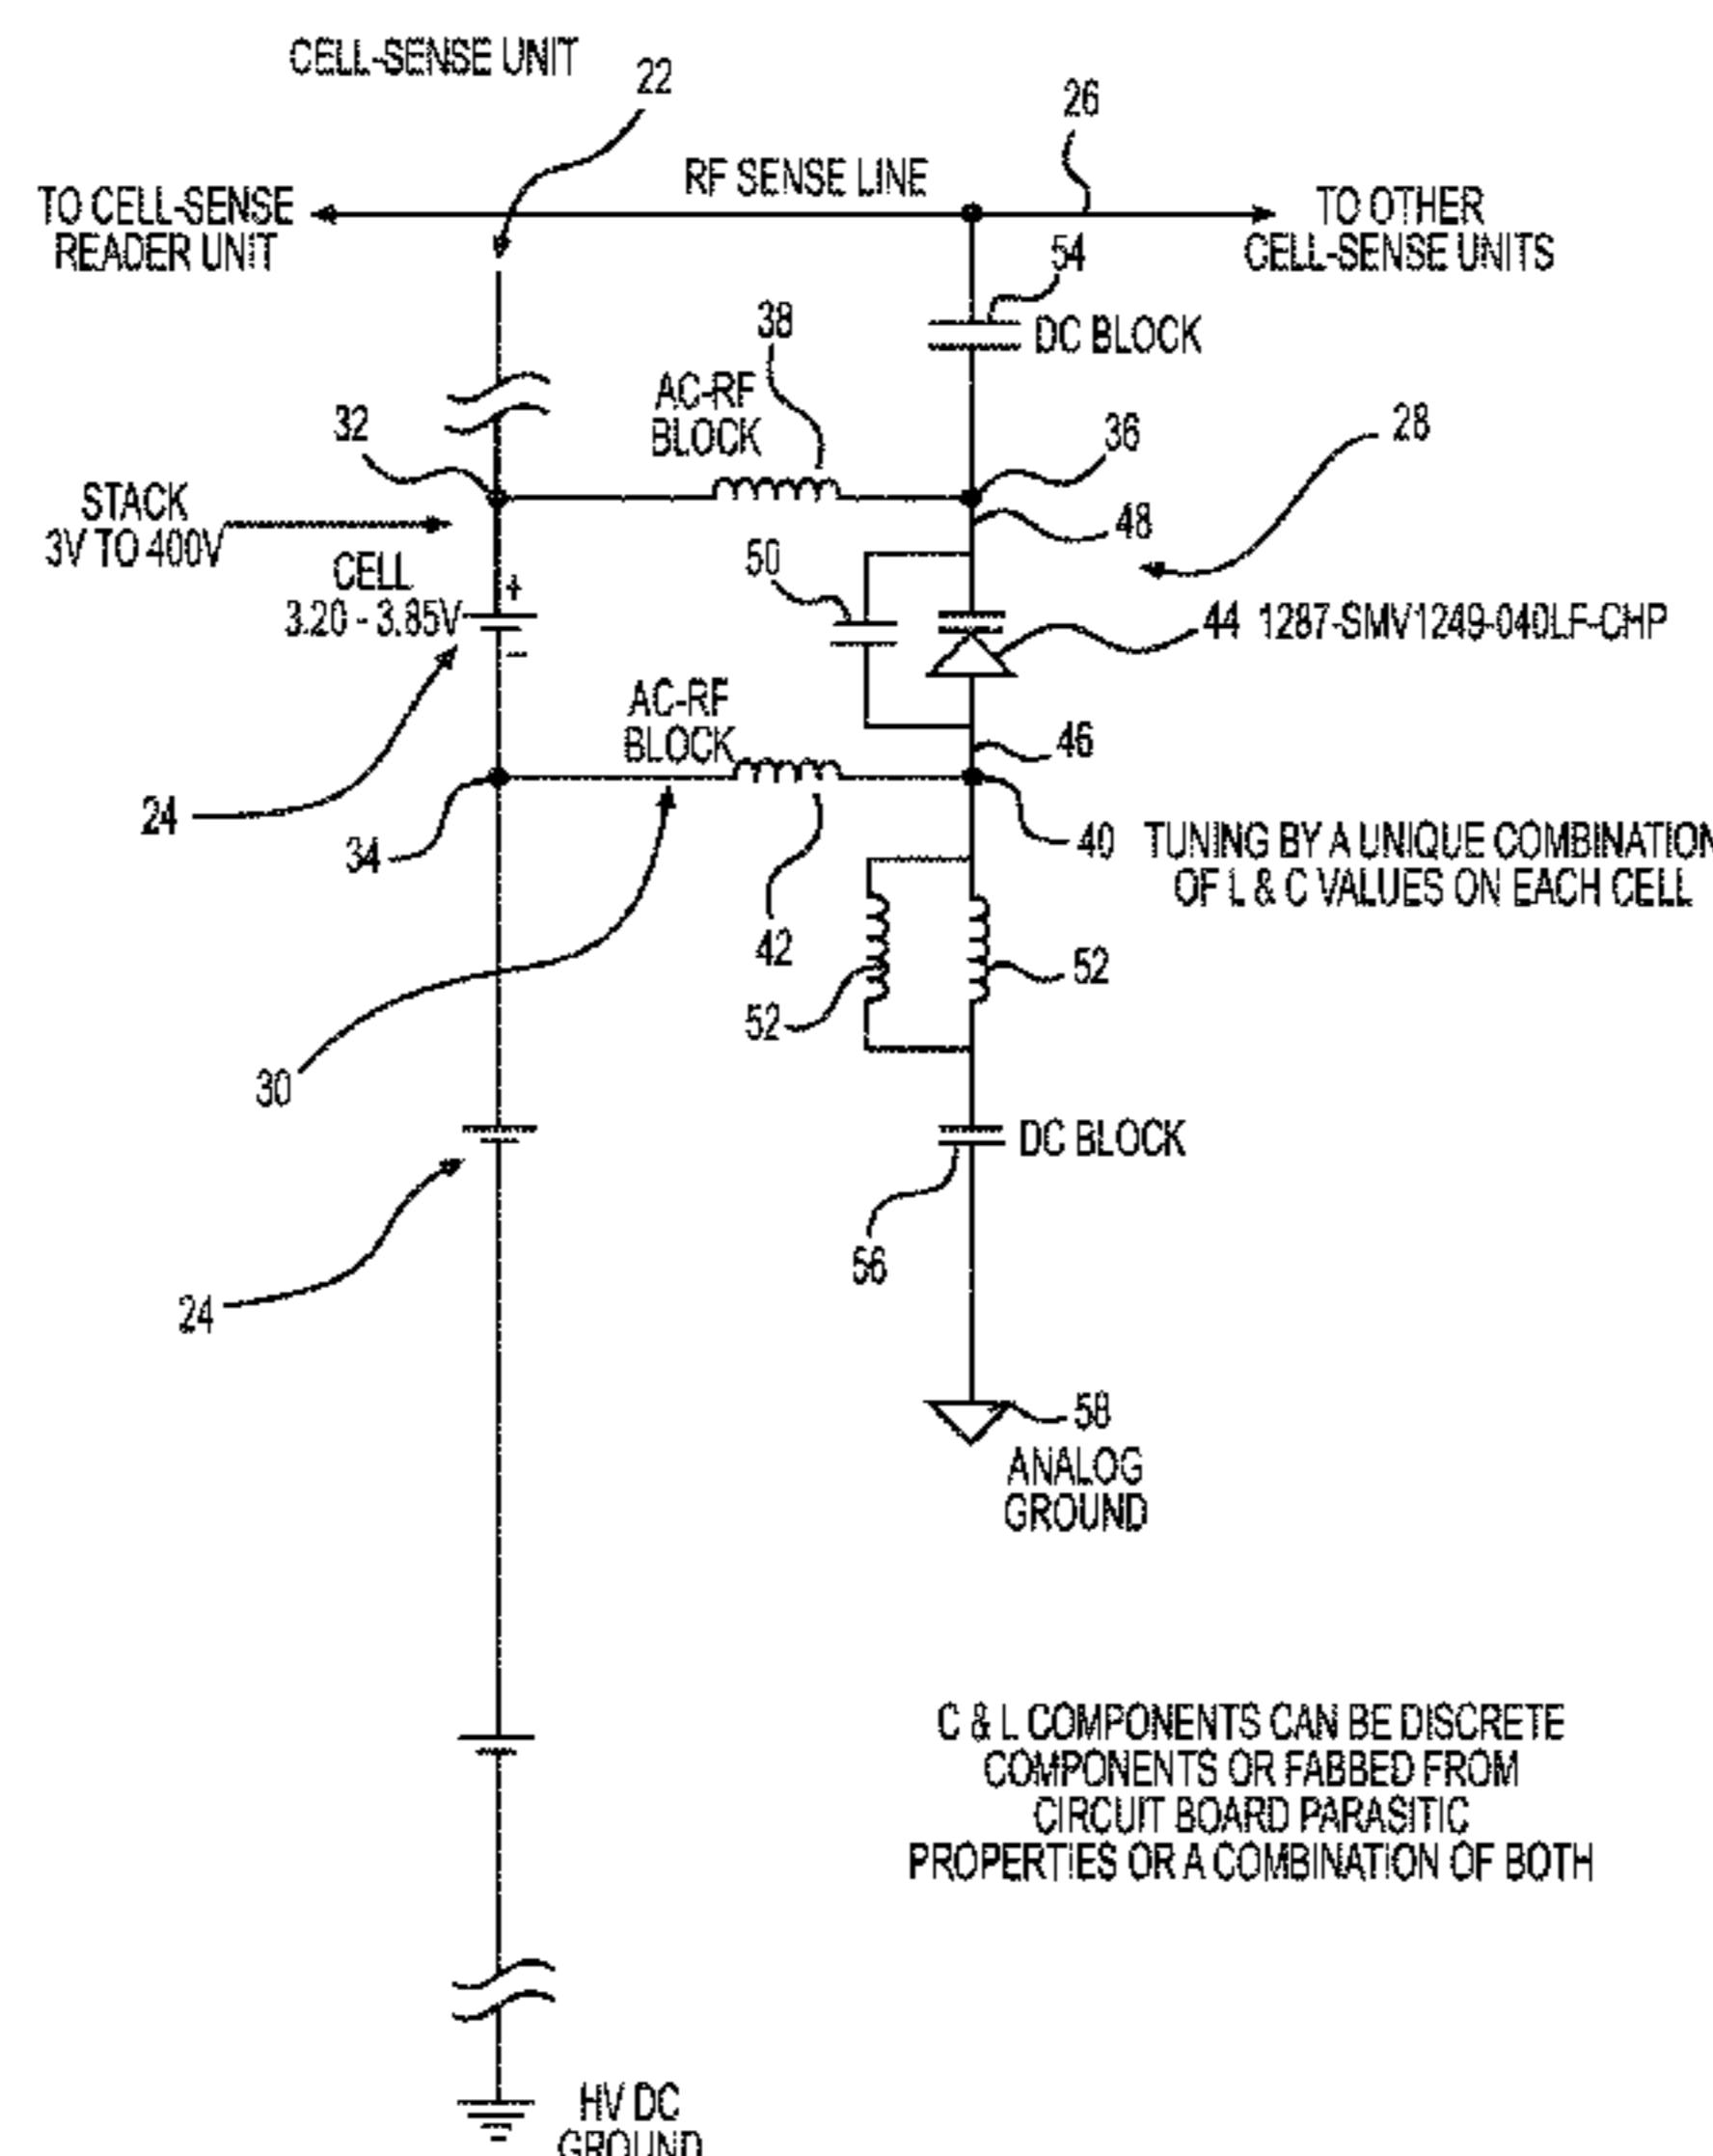 CELL-SENSE UNIT
22
26
RF SENSE LINE
TO CELL-SENSE
READER UNIT
TO OTHER
CELL-SENSE UNITS
54
DC BLOCK
38
AC-RF
BLOCK
32
36
28
STACK
3V TO 400V
48
50
CELL
3.20 - 3.85V
+
-
44 1287-SMV1249-040LF-CHP
AC-RF
BLOCK
46
24
34
40
TUNING BY A UNIQUE COMBINATION
OF L & C VALUES ON EACH CELL
42
52
52
30
DC BLOCK
56
24
58
ANALOG
GROUND
C & L COMPONENTS CAN BE DISCRETE
COMPONENTS OR FABBED FROM
CIRCUIT BOARD PARASITIC
PROPERTIES OR A COMBINATION OF BOTH
HV DC
GROUND